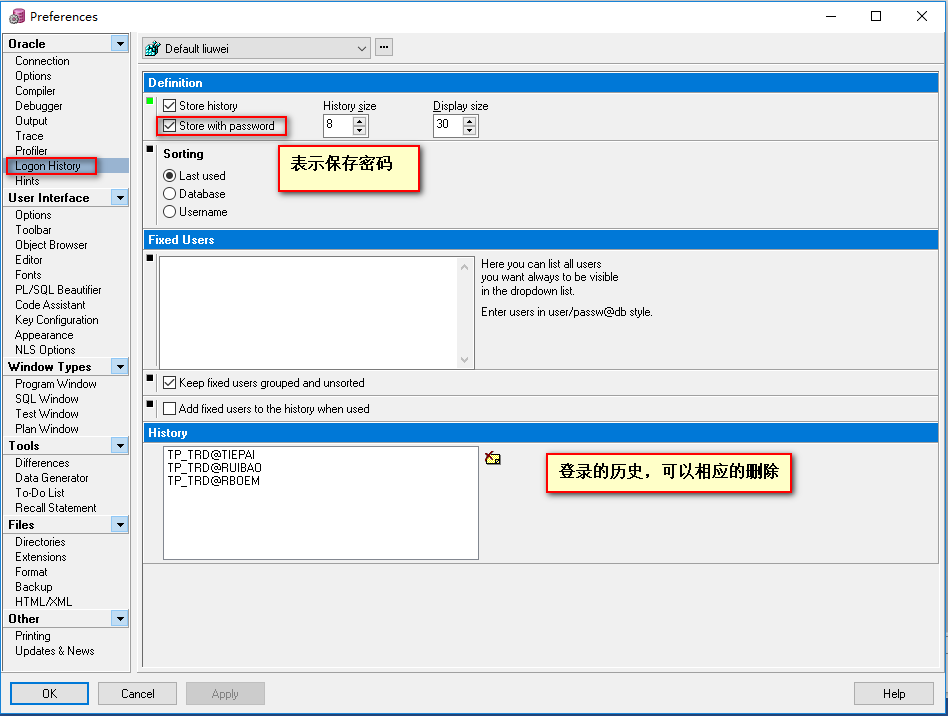 Preferences
Oracle
Connection
Options
Compiler
Debugger
Output
Trace
Profiler
Logon History
Hints
User Interface
Options
Toolbar
Object Browser
Editor
Fonts
PL/SQL Beautifier
Code Assistant
Key Configuration
Appearance
NLS Options
Window Types
Program Window
SQL Window
Test Window
Plan Window
Tools
Differences
Data Generator
To-Do List
Recall Statement
Files
Directories
Extensions
Format
Backup
HTML/XML
Other
Printing
Updates & News
Default liuwei
...
Definition
Store history
History size
Display size
Store with password
8
30
Sorting
表示保存密码
Last used
Database
Username
Fixed Users
Here you can list all users
you want always to be visible
in the dropdown list.
Enter users in user/passw@db style.
Keep fixed users grouped and unsorted
Add fixed users to the history when used
History
TP_TRD@TIEPAI
TP_TRD@RUIBAO
TP_TRD@RBOEM
登录的历史，可以相应的删除
OK
Cancel
Apply
Help